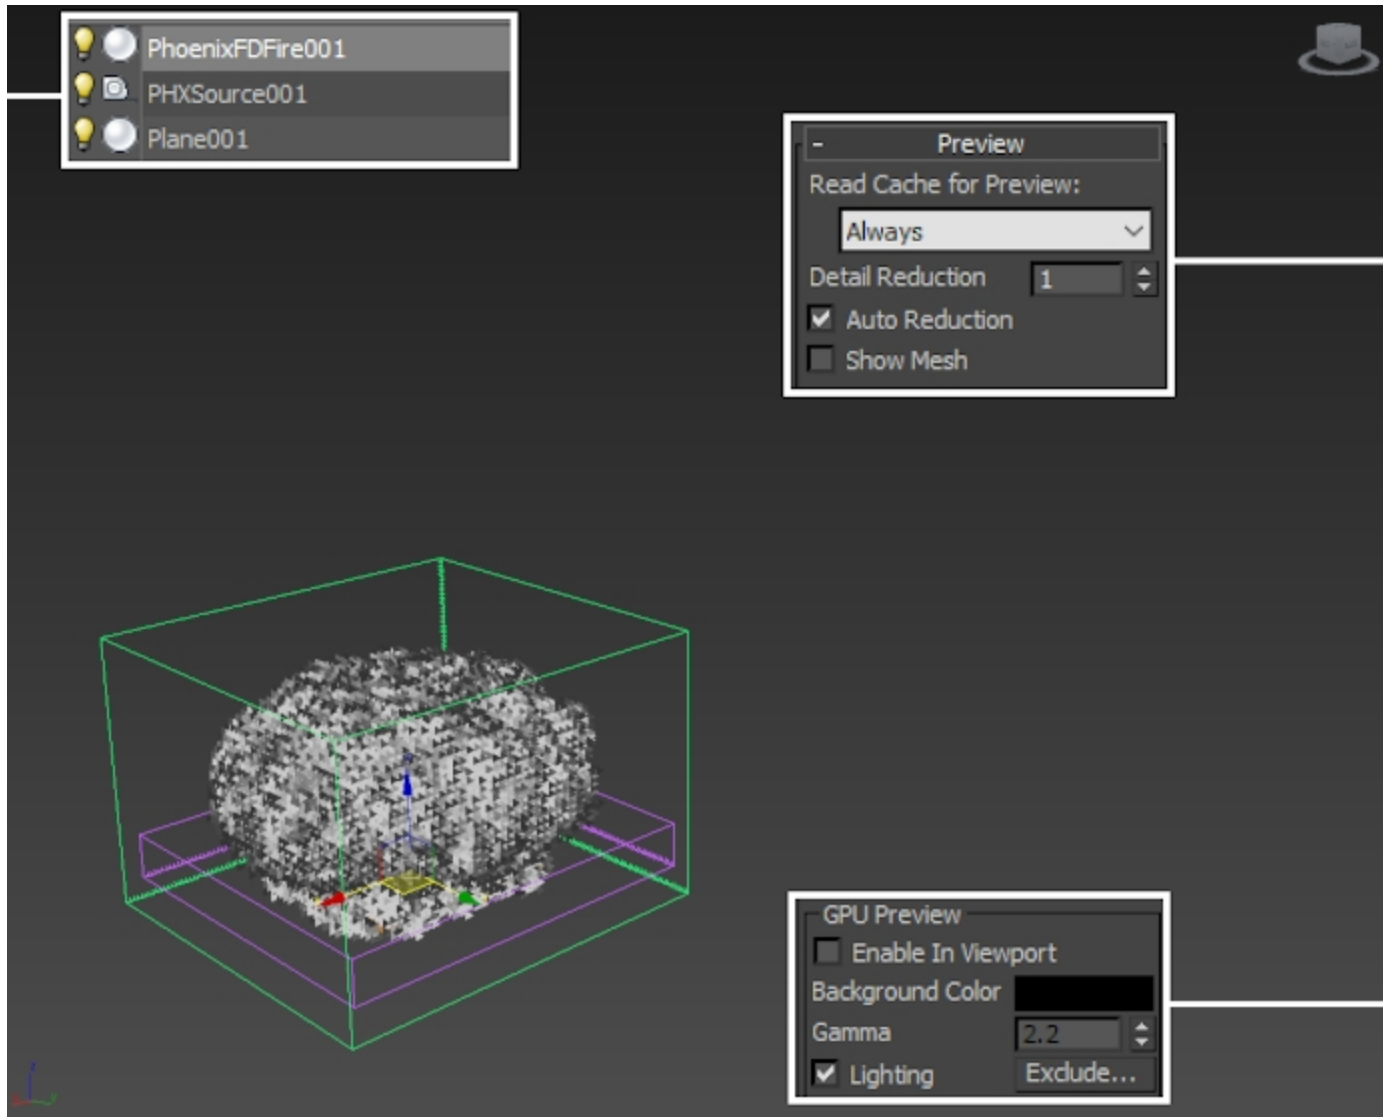 PhoenixFDFire001
PHXSource001
Plane001
- Preview
Read Cache for Preview:
Always
Detail Reduction 1
Auto Reduction
Show Mesh
GPU Preview
Enable In Viewport
Background Color
Gamma 2.2
Lighting Exclude...